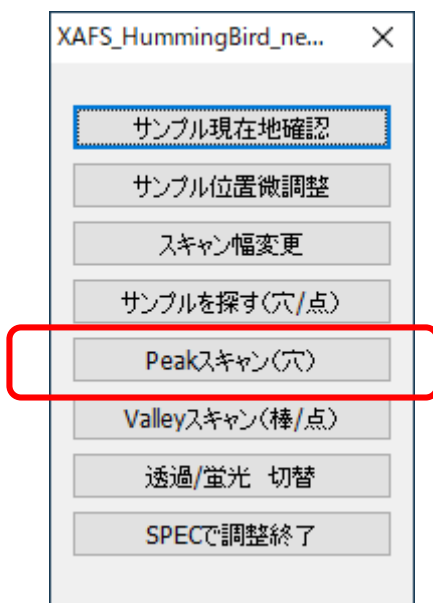 XAFS_HummingBird_ne...
サンプル現在地確認
サンプル位置微調整
スキャン幅変更
サンプルを探す(穴/点)
Peakスキャン(穴)
Valleyスキャン(棒/点)
透過/蛍光 切替
SPECで調整終了